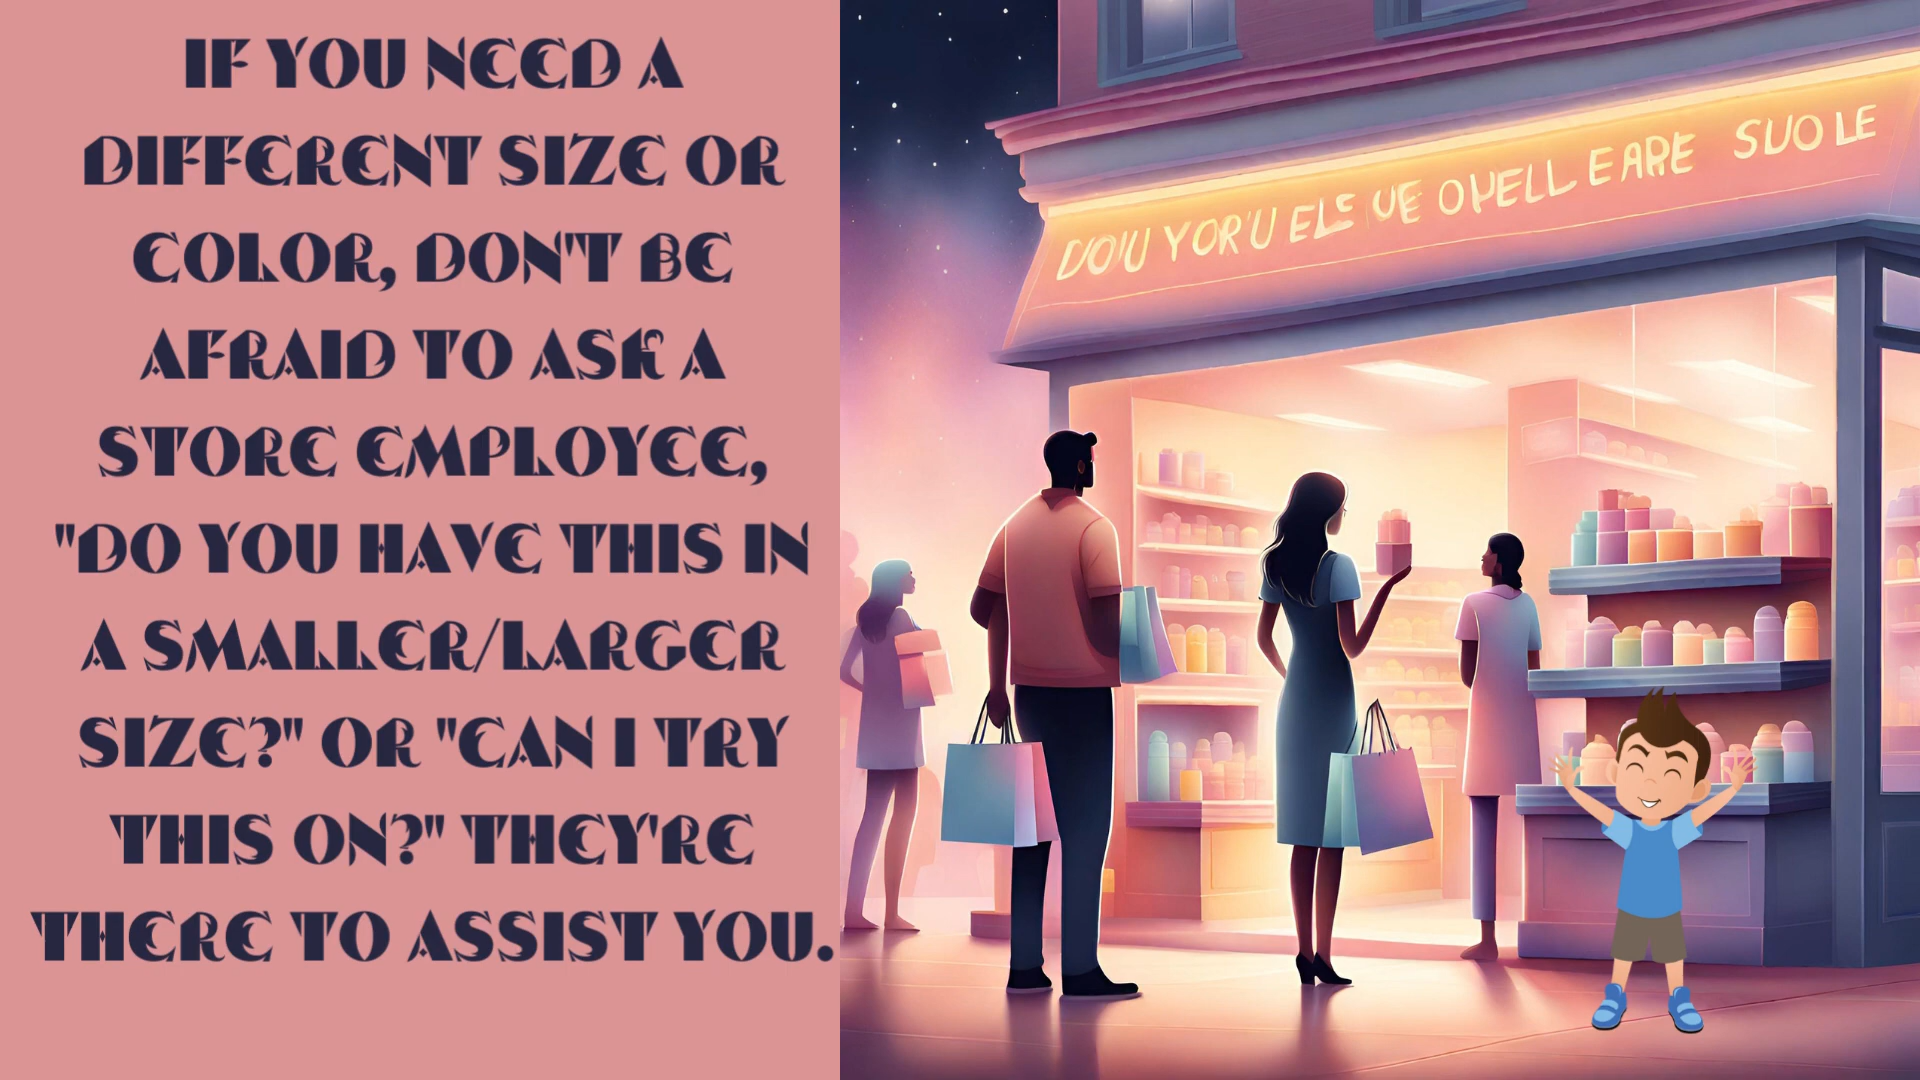 IF YOU NEED A
DIFFERENT SIZE OR
COLOR, DON'T BE
AFRAID TO ASK A
STORE EMPLOYEE,
"DO YOU HAVE THIS IN
A SMALLER/LARGER
SIZE?" OR "CAN I TRY
THIS ON?" THEY'RE
THERE TO ASSIST YOU.